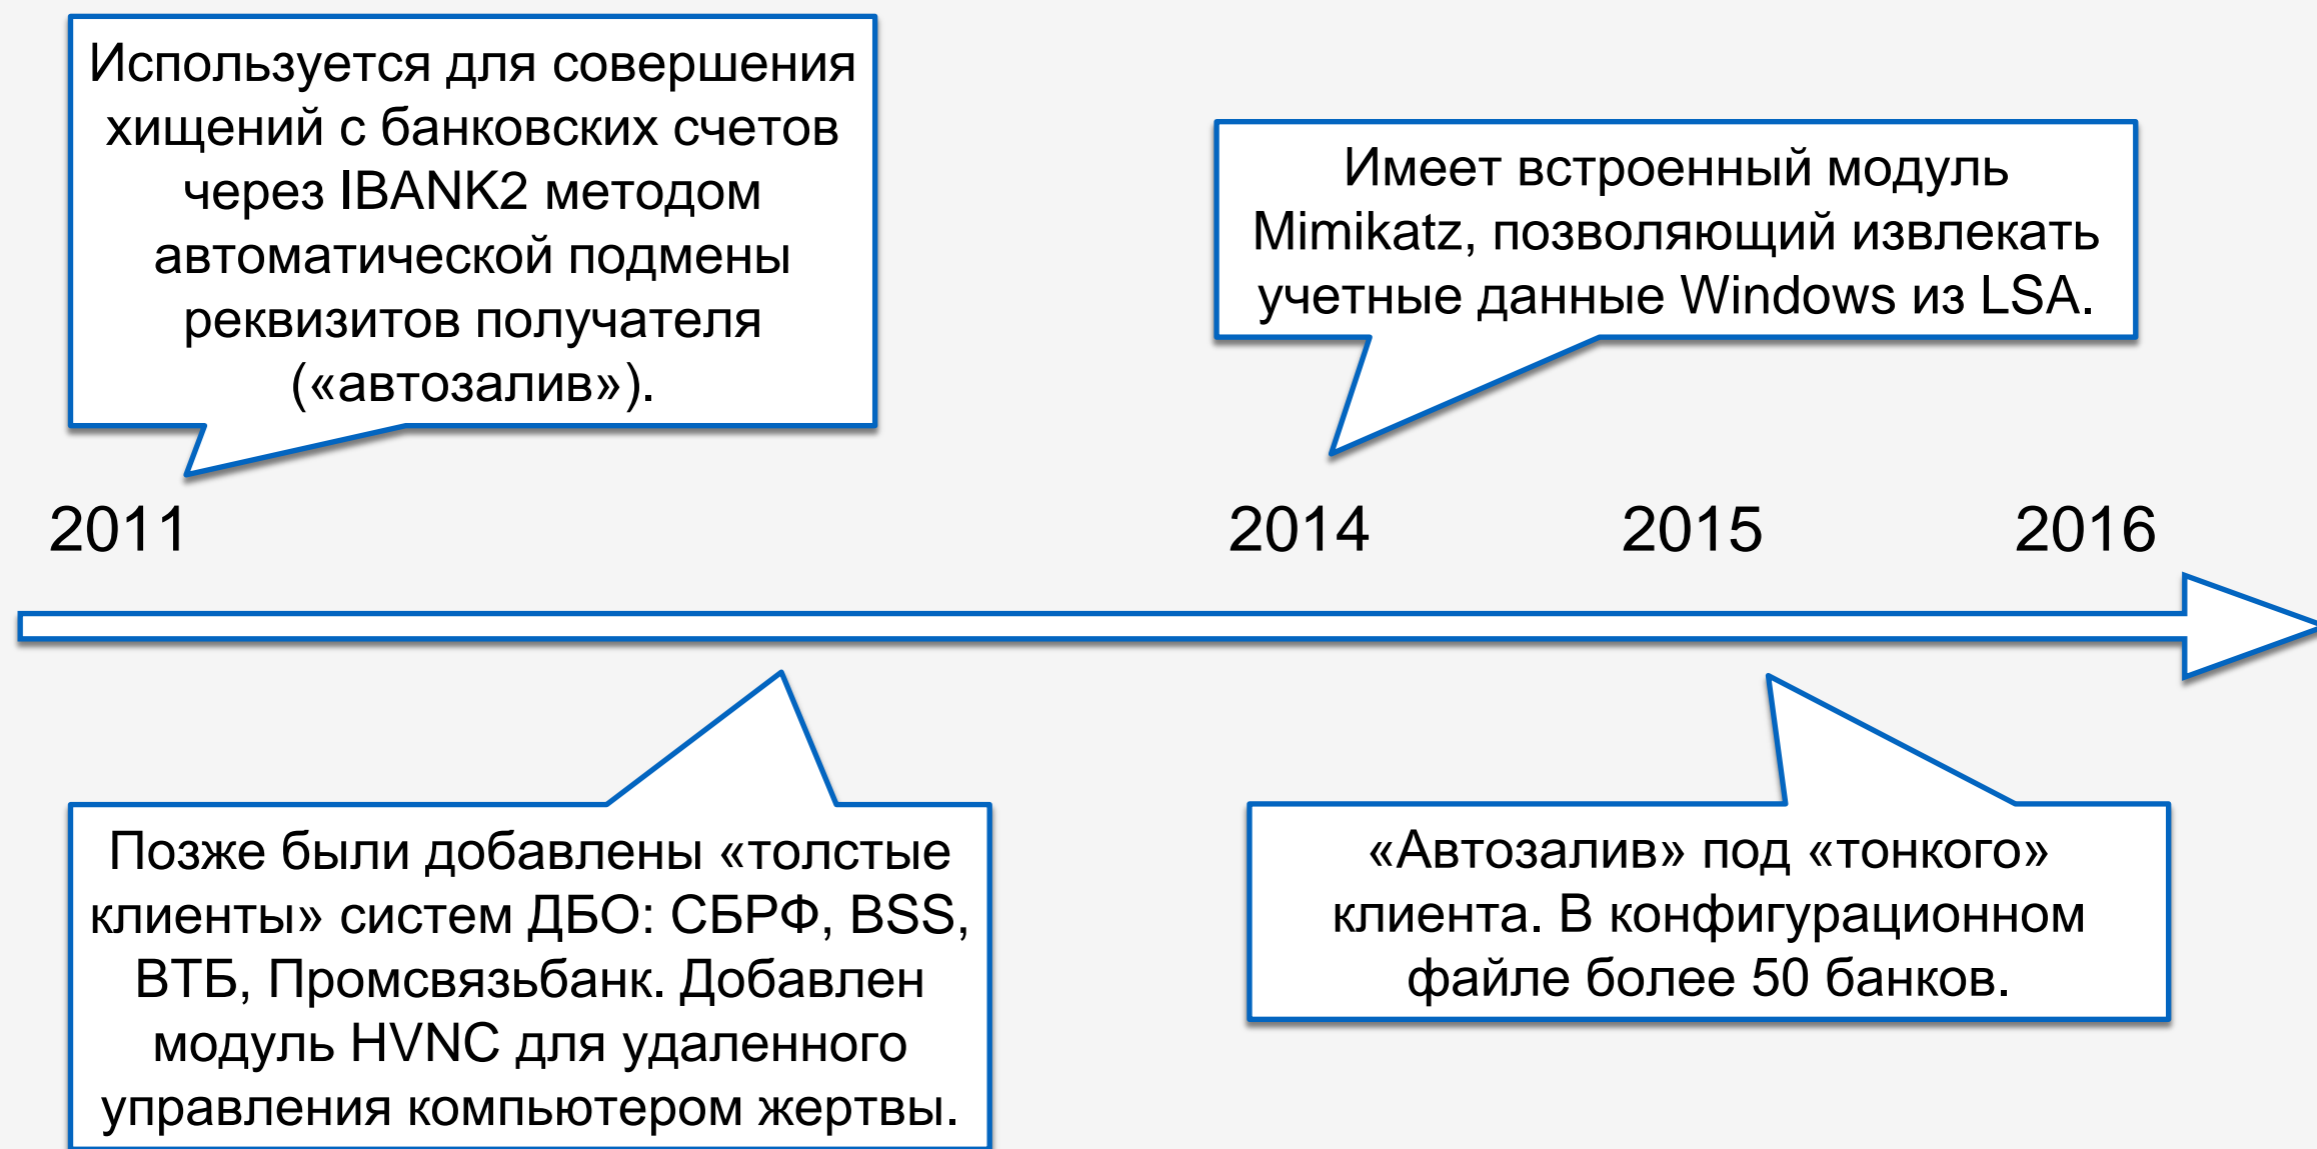 Используется для совершения
хищений с банковских счетов
через IBANK2 методом
автоматической подмены
реквизитов получателя
(«автозалив»).
Имеет встроенный модуль
Mimikatz, позволяющий извлекать
учетные данные Windows из LSA.
2011
2014
2015
2016
Позже были добавлены «толстые
клиенты» систем ДБО: СБРФ, BSS,
ВТБ, Промсвязьбанк. Добавлен
модуль HVNC для удаленного
управления компьютером жертвы.
«Автозалив» под «тонкого»
клиента. В конфигурационном
файле более 50 банков.